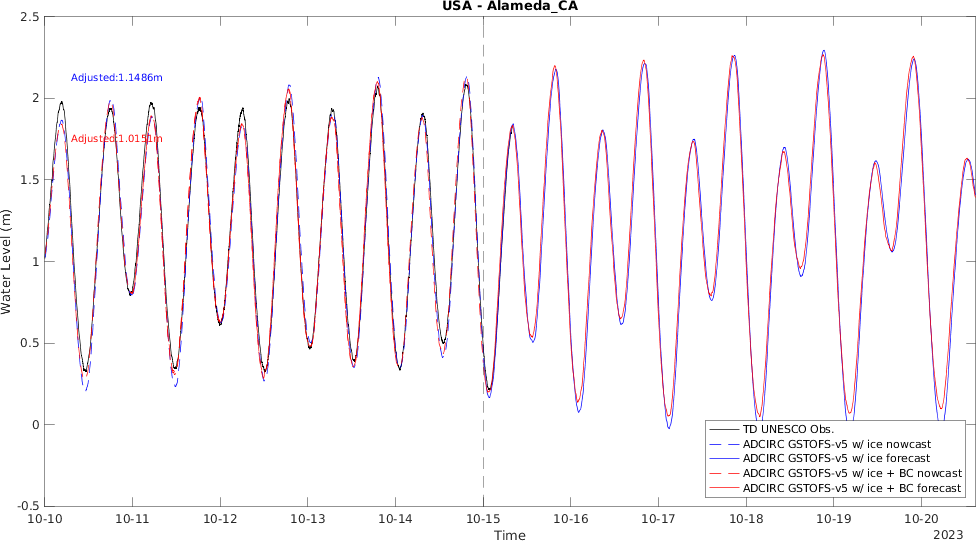 USA - Alameda_CA
2.5
2
1.5
1
0.5
0
-0.5
Water Level (m)
Adjusted:1.1486m
Adjusted:1.0151m
TD UNESCO Obs.
ADCIRC GSTOFS-v5 w/ ice nowcast
ADCIRC GSTOFS-v5 w/ ice forecast
ADCIRC GSTOFS-v5 w/ ice + BC nowcast
ADCIRC GSTOFS-v5 w/ ice + BC forecast
10-10 10-11 10-12 10-13 10-14 10-15 10-16 10-17 10-18 10-19 10-20
Time
2023